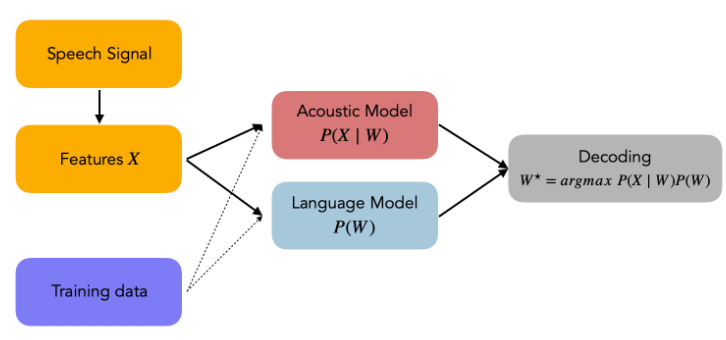 Speech Signal
Features X
Training data
Acoustic Model
P(X | W)
Language Model
P(W)
Decoding
W* = argmax P(X | W)P(W)